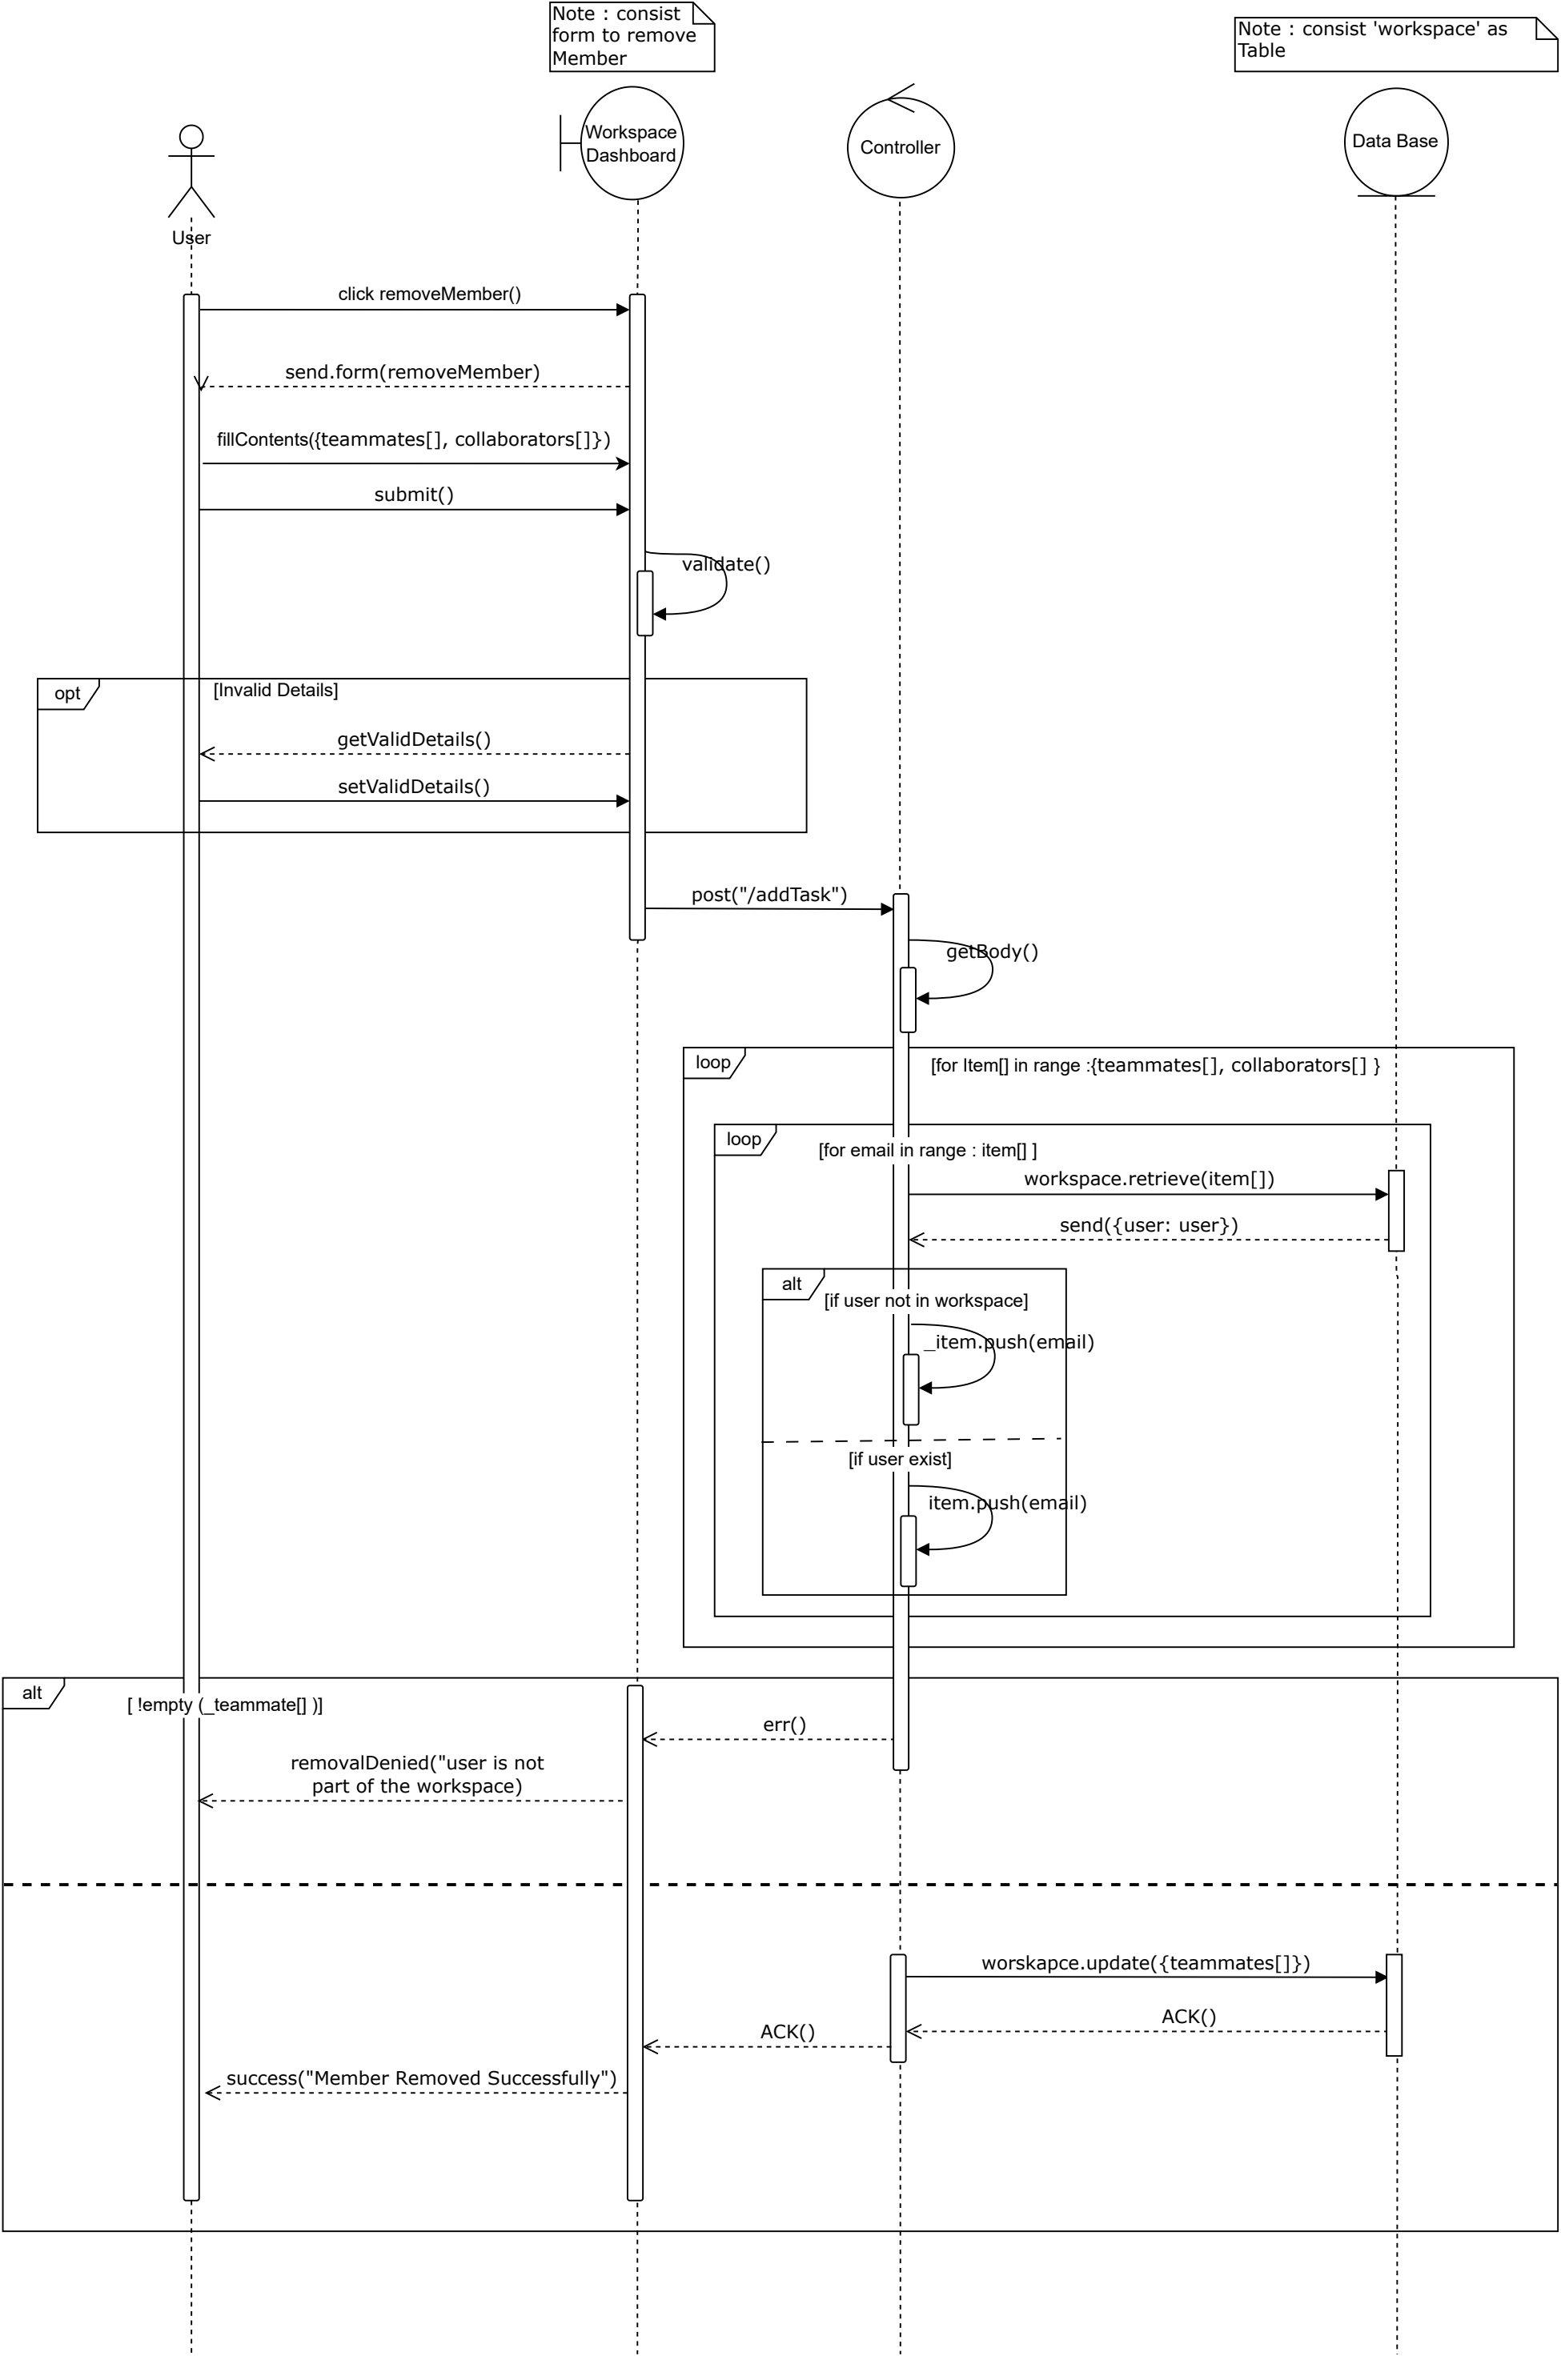 Note : consist
form to remove
Member
Note : consist 'workspace' as
Table
Workspace
Dashboard
Controller
Data Base
User
click removeMember()
send.form(removeMember)
fillContents({teammates[], collaborators[]})
submit()
validate()
opt
[Invalid Details]
getValidDetails()
setValidDetails()
post("/addTask")
getBody()
loop
[for Item[] in range :{teammates[], collaborators[] }
loop
[for email in range : item[] ]
workspace.retrieve(item[])
send({user: user})
alt
[if user not in workspace]
_item.push(email)
[if user exist]
item.push(email)
alt
[ !empty (_teammate[] )]
err()
removalDenied("user is not
part of the workspace)
worskapce.update({teammates[]})
ACK()
ACK()
success("Member Removed Successfully")